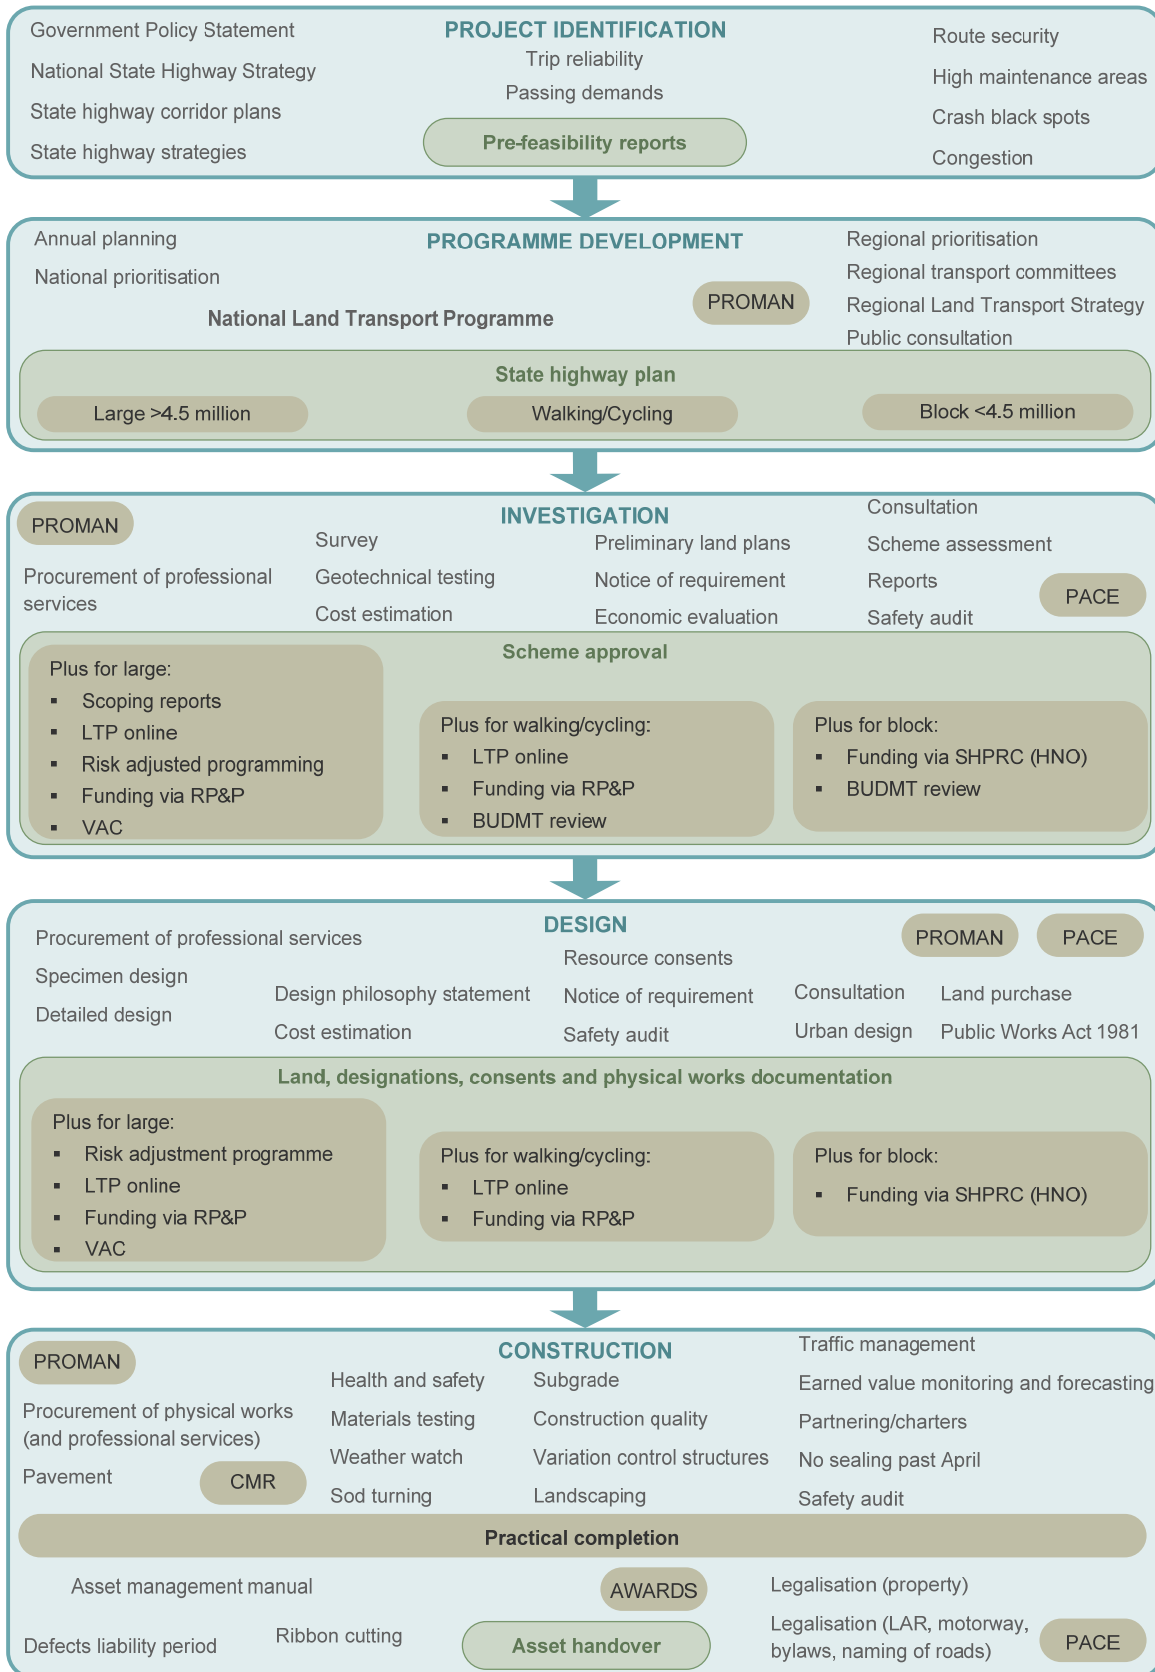 PROJECT IDENTIFICATION
Government Policy Statement
National State Highway Strategy
State highway corridor plans
State highway strategies
Trip reliability
Passing demands
Pre-feasibility reports
Route security
High maintenance areas
Crash black spots
Congestion
PROGRAMME DEVELOPMENT
Annual planning
National prioritisation
National Land Transport Programme
PROMAN
Regional prioritisation
Regional transport committees
Regional Land Transport Strategy
Public consultation
State highway plan
Large >4.5 million
Walking/Cycling
Block <4.5 million
INVESTIGATION
PROMAN
Procurement of professional
services
Survey
Geotechnical testing
Cost estimation
Preliminary land plans
Notice of requirement
Economic evaluation
Consultation
Scheme assessment
Reports
Safety audit
PACE
Scheme approval
Plus for large:
▪ Scoping reports
▪ LTP online
▪ Risk adjusted programming
▪ Funding via RP&P
▪ VAC
Plus for walking/cycling:
▪ LTP online
▪ Funding via RP&P
▪ BUDMT review
Plus for block:
▪ Funding via SHPRC (HNO)
▪ BUDMT review
DESIGN
Procurement of professional services
Specimen design
Detailed design
Design philosophy statement
Cost estimation
Resource consents
Notice of requirement
Safety audit
PROMAN
PACE
Consultation
Urban design
Land purchase
Public Works Act 1981
Land, designations, consents and physical works documentation
Plus for large:
▪ Risk adjustment programme
▪ LTP online
▪ Funding via RP&P
▪ VAC
Plus for walking/cycling:
▪ LTP online
▪ Funding via RP&P
Plus for block:
▪ Funding via SHPRC (HNO)
CONSTRUCTION
PROMAN
Procurement of physical works
(and professional services)
Pavement
CMR
Health and safety
Materials testing
Weather watch
Sod turning
Subgrade
Construction quality
Variation control structures
Landscaping
Traffic management
Earned value monitoring and forecasting
Partnering/charters
No sealing past April
Safety audit
Practical completion
Asset management manual
Defects liability period
Ribbon cutting
AWARDS
Asset handover
Legalisation (property)
Legalisation (LAR, motorway,
bylaws, naming of roads)
PACE